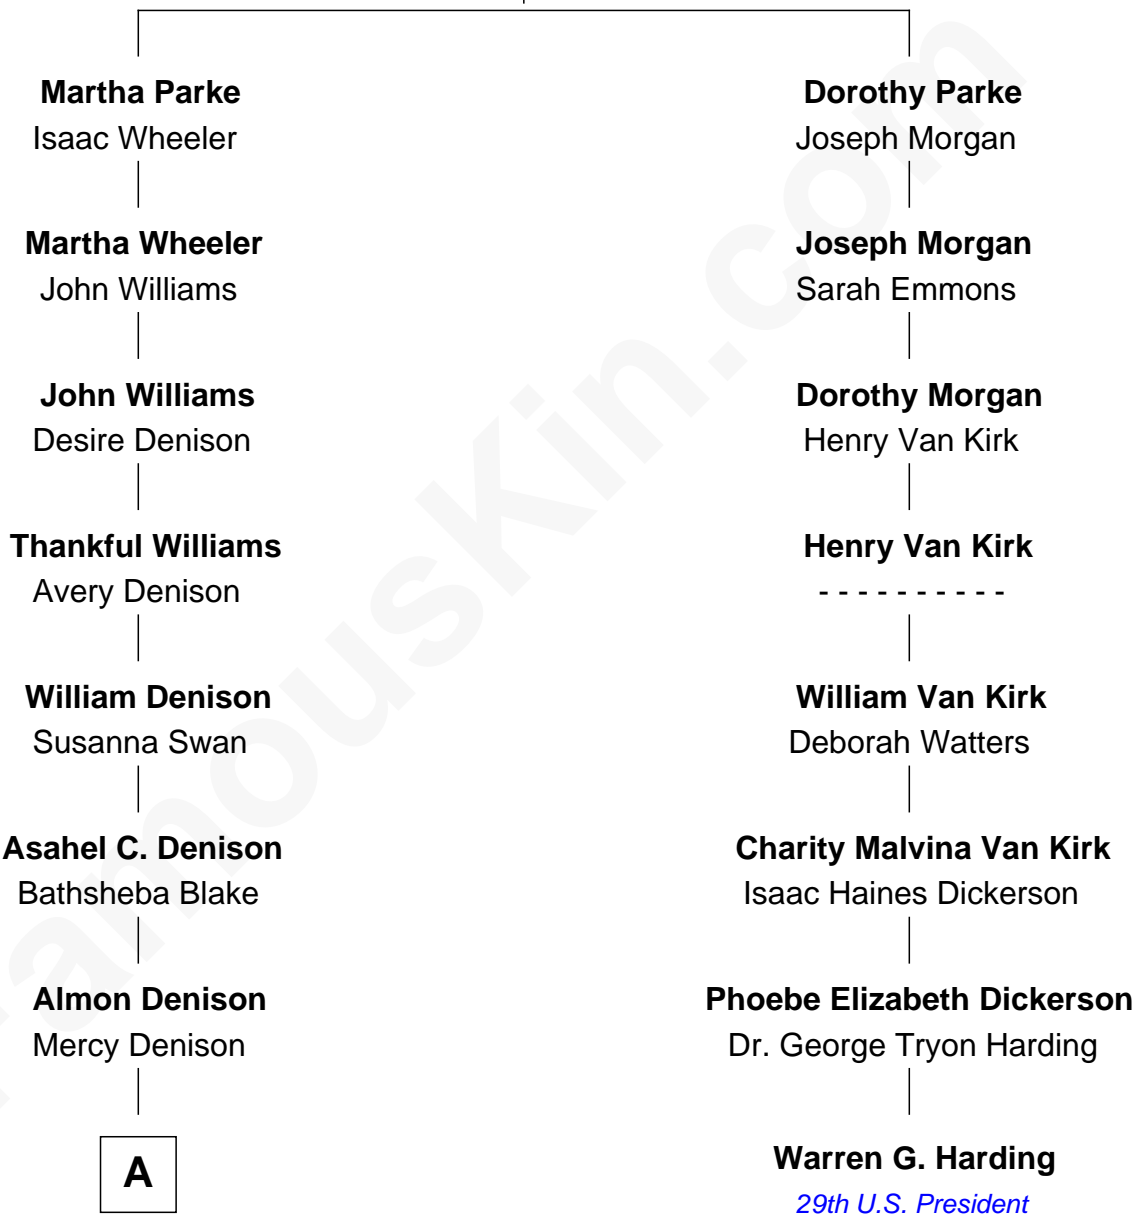 Martha Parke
Isaac Wheeler
Dorothy Parke
Joseph Morgan
Martha Wheeler
John Williams
Joseph Morgan
Sarah Emmons
John Williams
Desire Denison
Dorothy Morgan
Henry Van Kirk
Thankful Williams
Avery Denison
Henry Van Kirk
- - - - - - - - - -
William Denison
Susanna Swan
William Van Kirk
Deborah Watters
Asahel C. Denison
Bathsheba Blake
Charity Malvina Van Kirk
Isaac Haines Dickerson
Almon Denison
Mercy Denison
Phoebe Elizabeth Dickerson
Dr. George Tryon Harding
A
Warren G. Harding
29th U.S. President
FamousKin.com